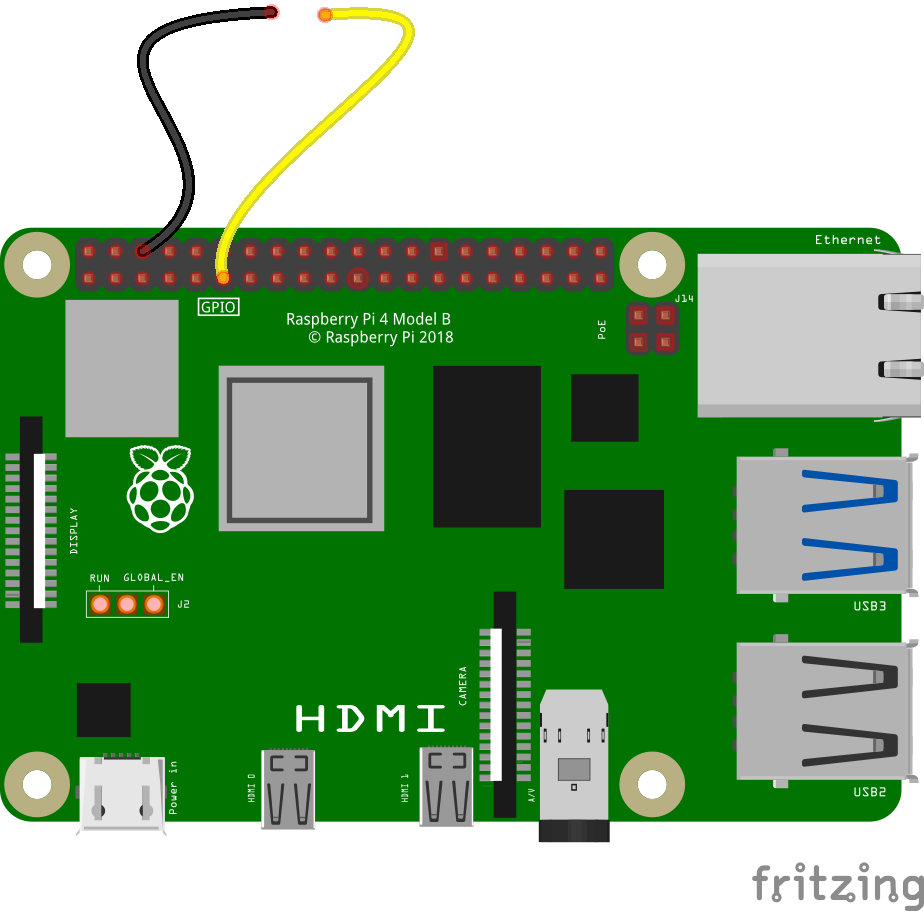 Ethernet
J14
GPIO
PoE
Raspberry Pi 4 Model B
© Raspberry Pi 2018
DISPLAY
RUN
GLOBAL_EN
J2
USB3
CAMERA
HDMI
Power in
HDMI 0
HDMI 1
A/V
USB2
fritzing